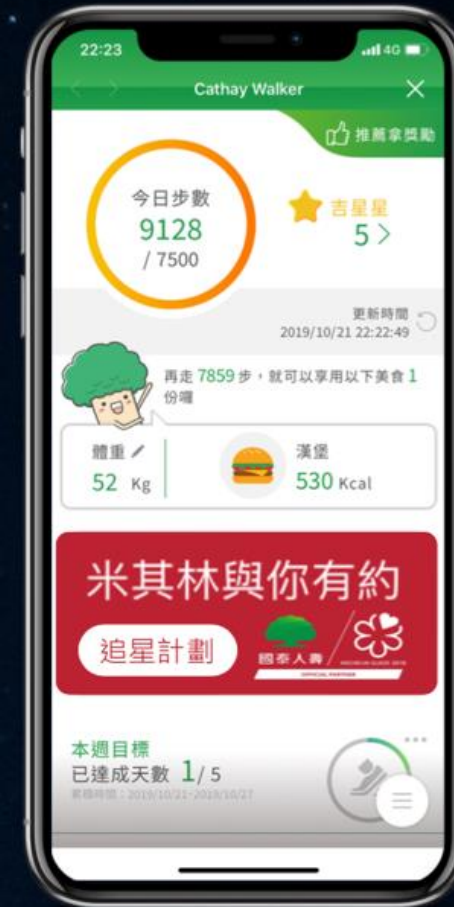 22:23
4G
Cathay Walker
推薦拿獎勵
今日步數
9128
/ 7500
吉星星
5
更新時間
2019/10/21 22:22:49
再走 7859 步，就可以享用以下美食 1
份囉
體重
52 Kg
漢堡
530 Kcal
米其林與你有約
追星計劃
國泰人壽
OFFICIAL PARTNER
本週目標
已達成天數 1/ 5
累積時間：2019/10/21~2019/10/27